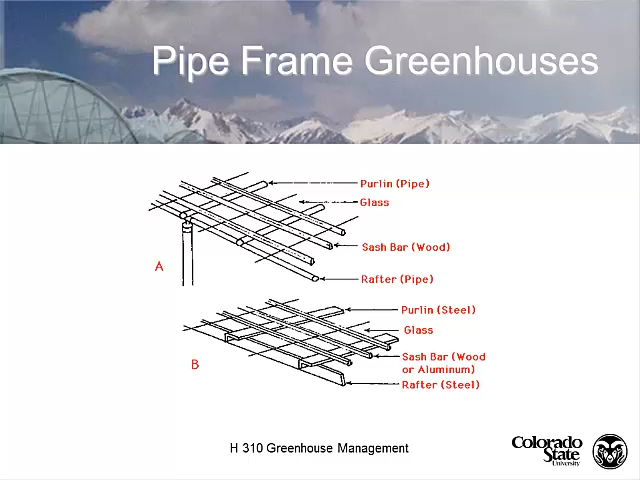 Pipe Frame Greenhouses
Purlin (Pipe)
Glass
Sash Bar (Wood)
Rafter (Pipe)
A
Purlin (Steel)
Glass
Sash Bar (Wood
or Aluminum)
Rafter (Steel)
B
H 310 Greenhouse Management
Colorado
State
University